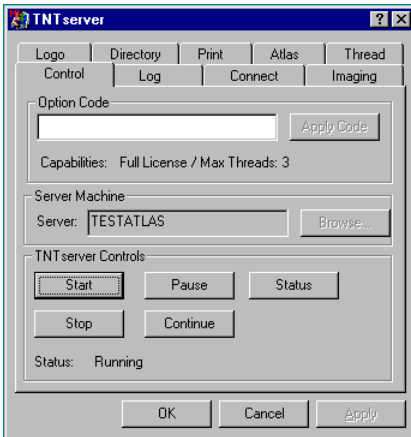 TNTserver
Logo Directory Print Atlas Thread
Control Log Connect Imaging
Option Code
Apply Code
Capabilities: Full License / Max Threads: 3
Server Machine
Server: TESTATLAS Browse...
TNTserver Controls
Start Pause Status
Stop Continue
Status: Running
OK Cancel Apply